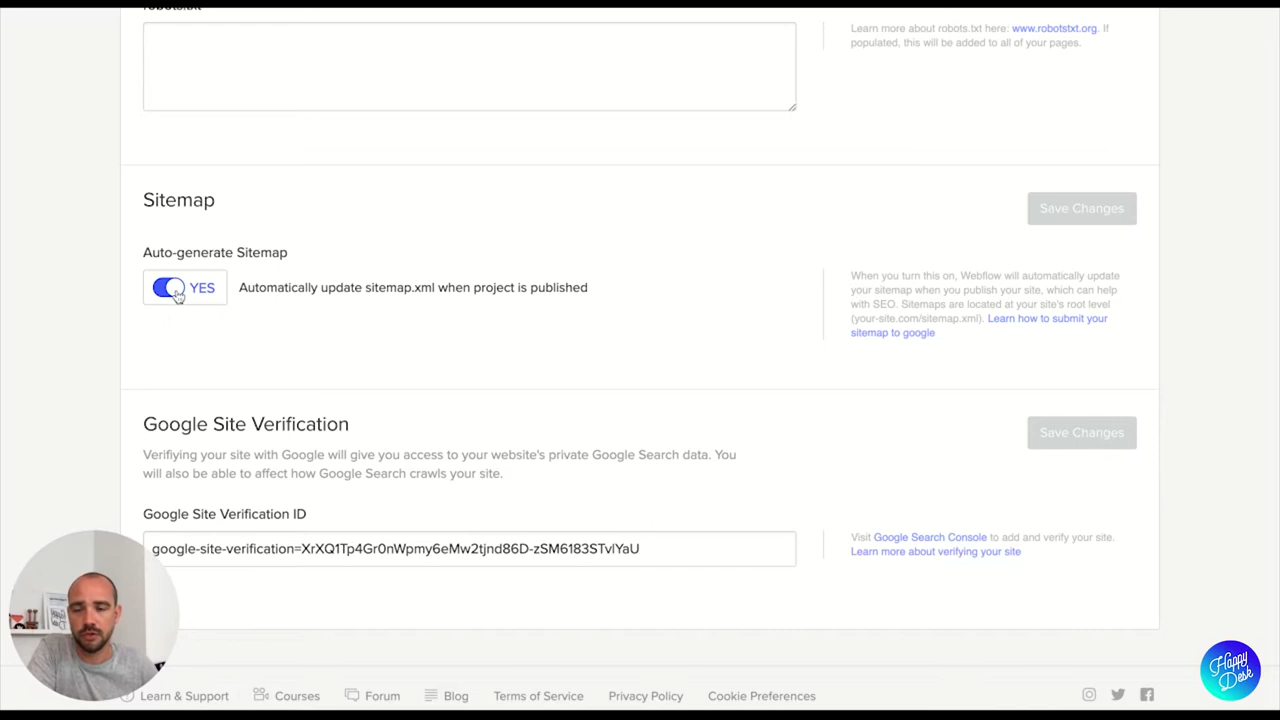 robots.txt
Learn more about robots.txt here: www.robotstxt.org. If
populated, this will be added to all of your pages.
Sitemap
Save Changes
Auto-generate Sitemap
YES
Automatically update sitemap.xml when project is published
When you turn this on, Webflow will automatically update
your sitemap when you publish your site, which can help
with SEO. Sitemaps are located at your site's root level
(your-site.com/sitemap.xml). Learn how to submit your
sitemap to google
Google Site Verification
Save Changes
Verifiying your site with Google will give you access to your website's private Google Search data. You
will also be able to affect how Google Search crawls your site.
Google Site Verification ID
google-site-verification=XrXQ1Tp4Gr0nWpmy6eMw2tjnd86D-zSM6183STvlYaU
Visit Google Search Console to add and verify your site.
Learn more about verifying your site
Learn & Support
Courses
Forum
Blog
Terms of Service
Privacy Policy
Cookie Preferences
Happy
Desk